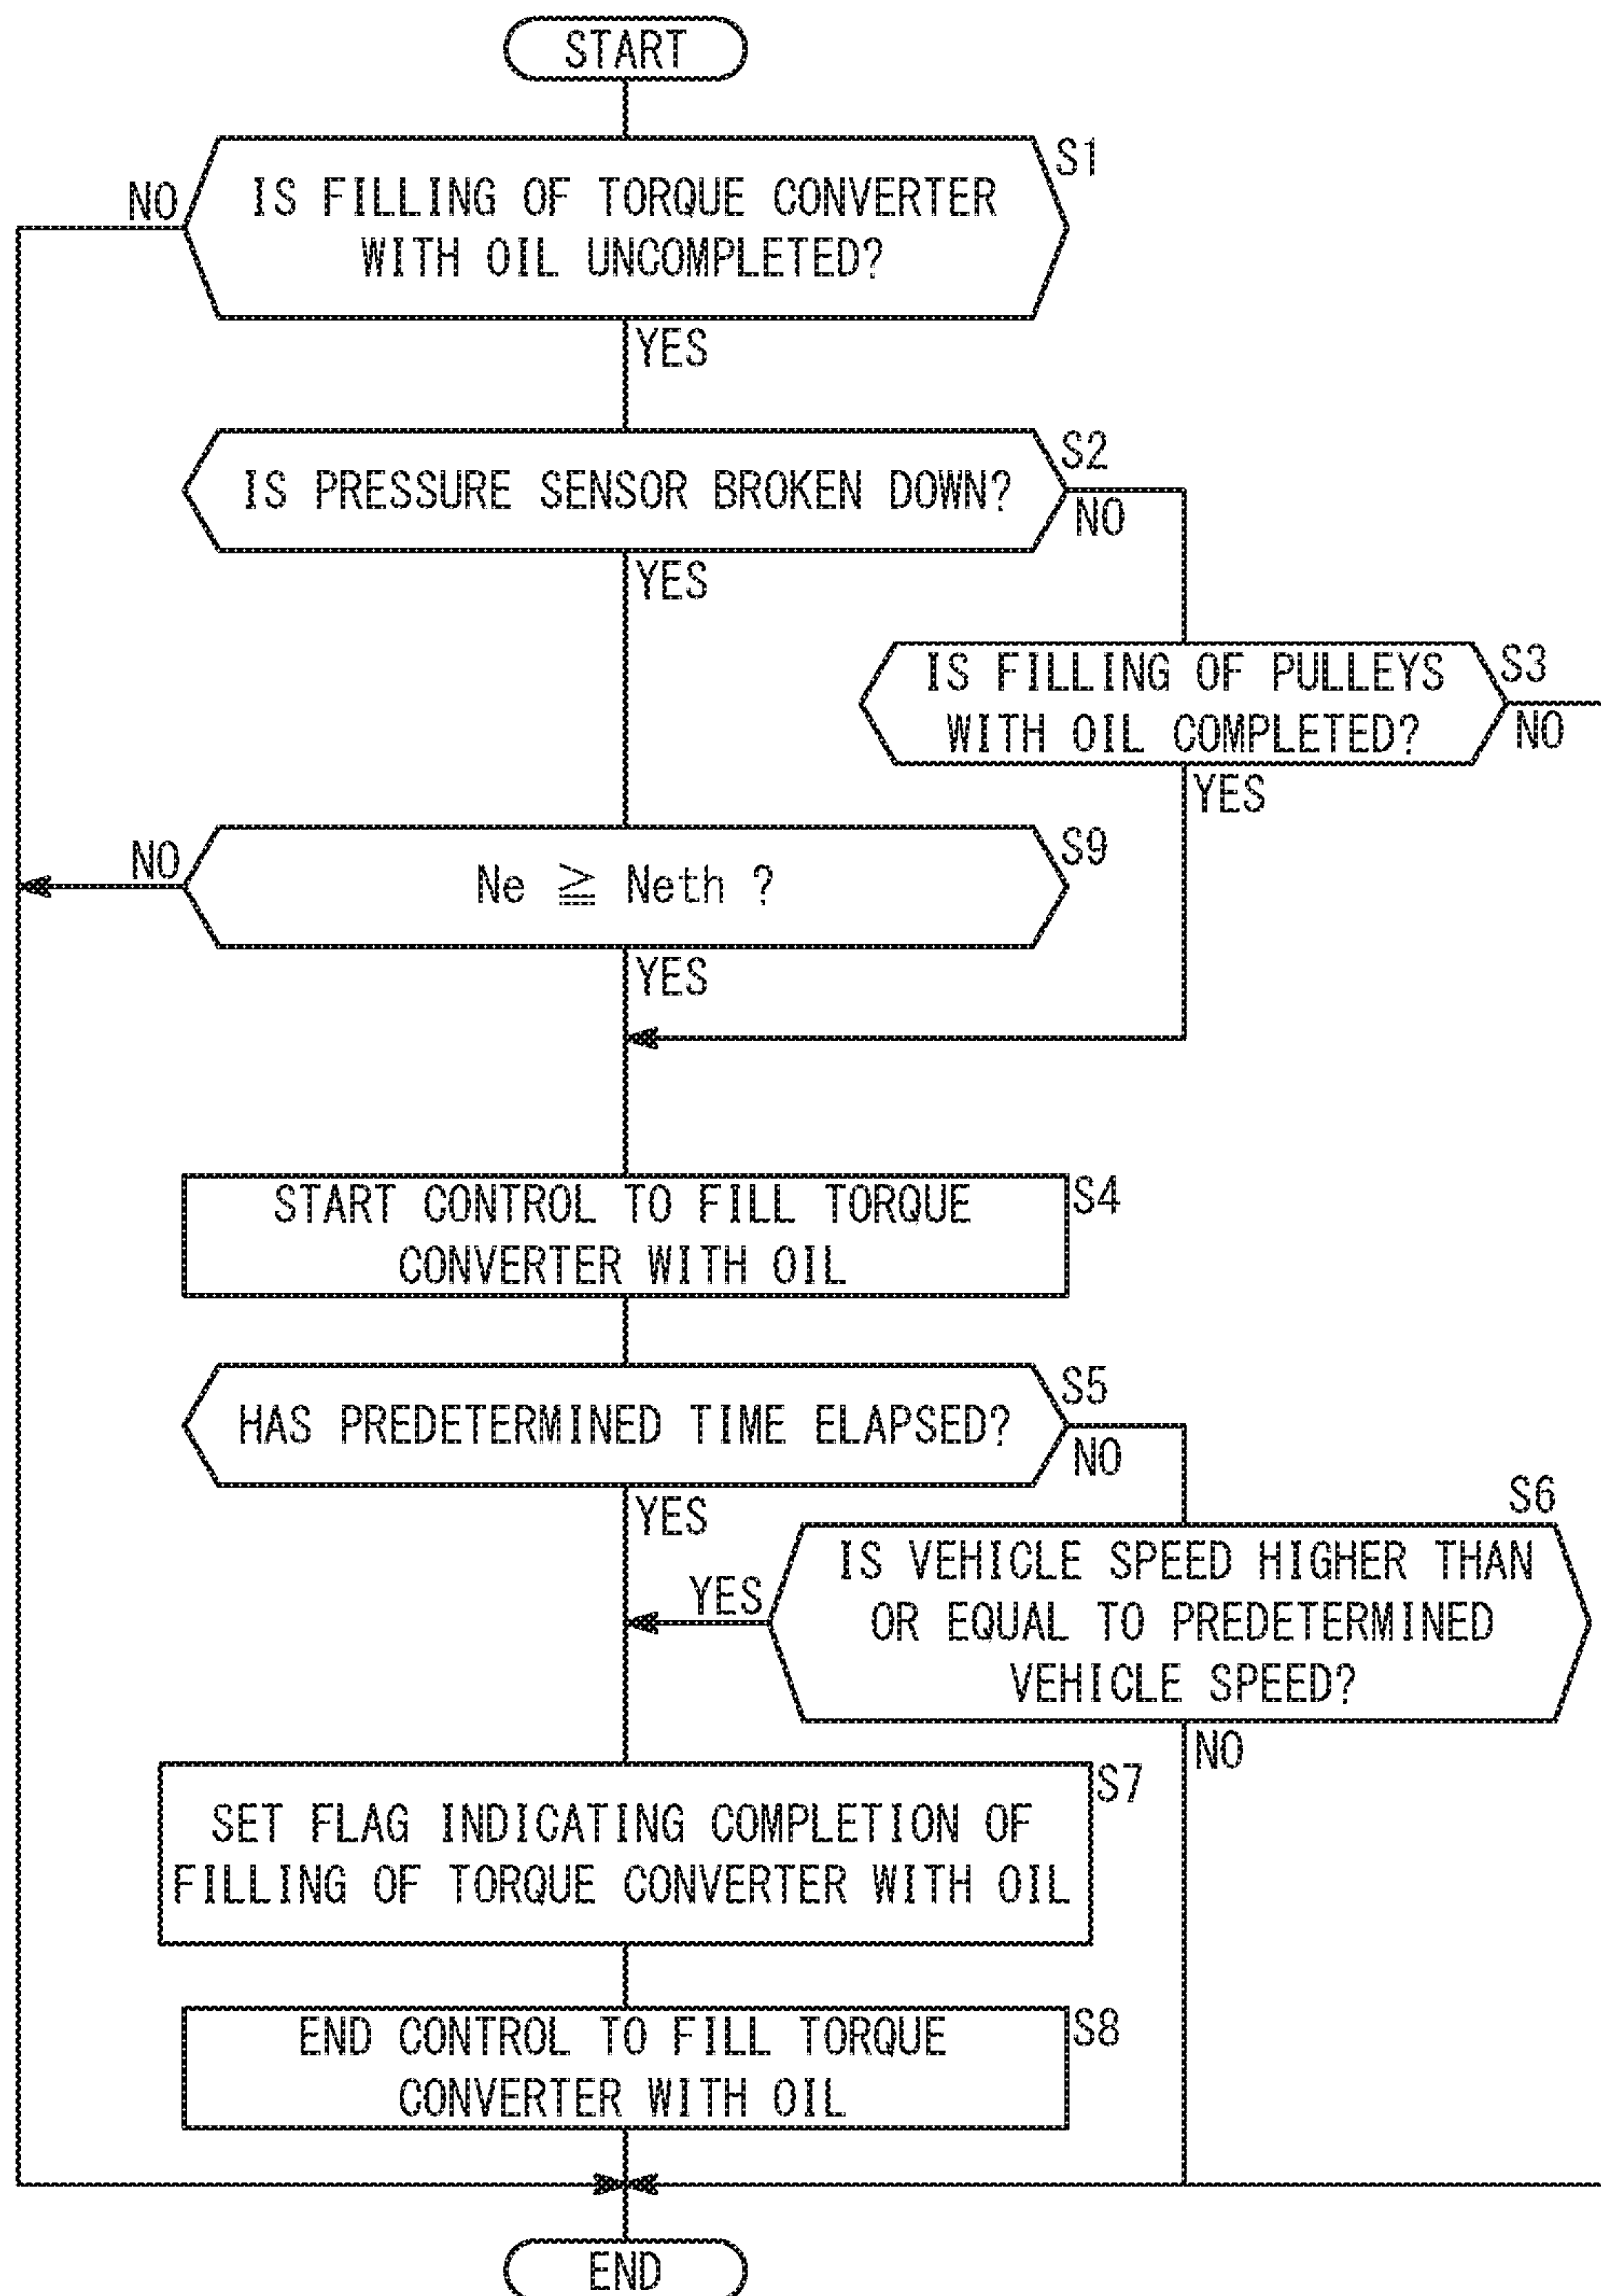 START
S1
NO
IS FILLING OF TORQUE CONVERTER
WITH OIL UNCOMPLETED?
YES
S2
IS PRESSURE SENSOR BROKEN DOWN?
NO
YES
S3
IS FILLING OF PULLEYS
WITH OIL COMPLETED?
NO
YES
S9
NO
Ne ≧ Neth ?
YES
S4
START CONTROL TO FILL TORQUE
CONVERTER WITH OIL
S5
HAS PREDETERMINED TIME ELAPSED?
NO
YES
S6
IS VEHICLE SPEED HIGHER THAN
OR EQUAL TO PREDETERMINED
VEHICLE SPEED?
YES
NO
S7
SET FLAG INDICATING COMPLETION OF
FILLING OF TORQUE CONVERTER WITH OIL
S8
END CONTROL TO FILL TORQUE
CONVERTER WITH OIL
END